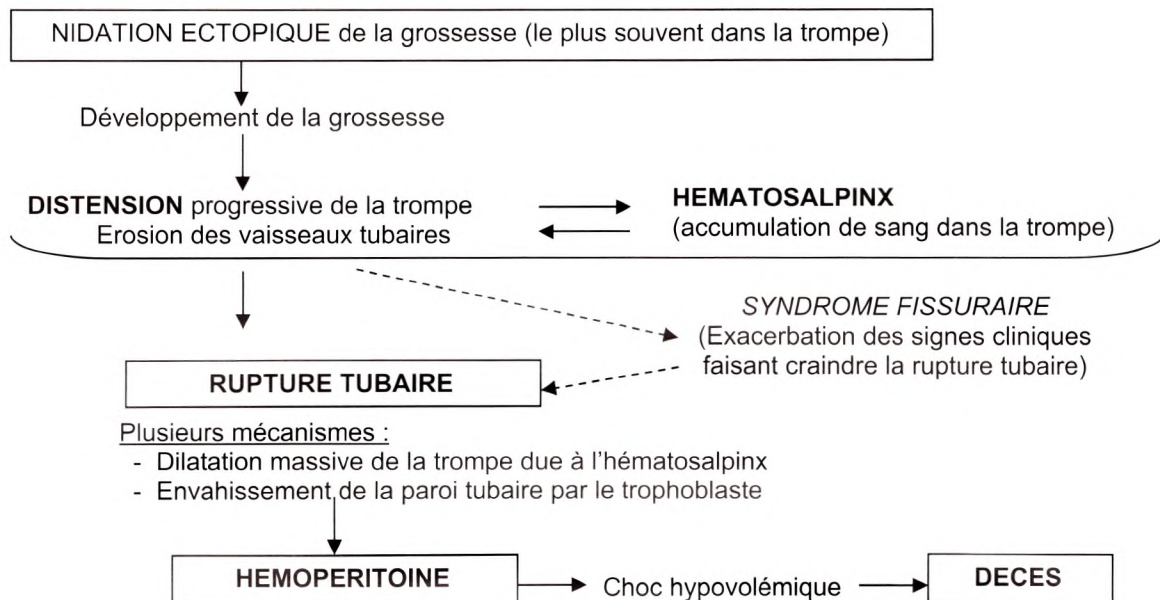 NIDATION ECTOPIQUE de la grossesse (le plus souvent dans la trompe)
Développement de la grossesse
DISTENSION progressive de la trompe
Erosion des vaisseaux tubaires
HEMATOSALPINX
(accumulation de sang dans la trompe)
SYNDROME FISSURAIRE
(Exacerbation des signes cliniques
faisant craindre la rupture tubaire)
RUPTURE TUBAIRE
Plusieurs mécanismes :
- Dilatation massive de la trompe due à l'hématosalpinx
- Envahissement de la paroi tubaire par le trophoblaste
HEMOPERITOINE
Choc hypovolémique
DECES